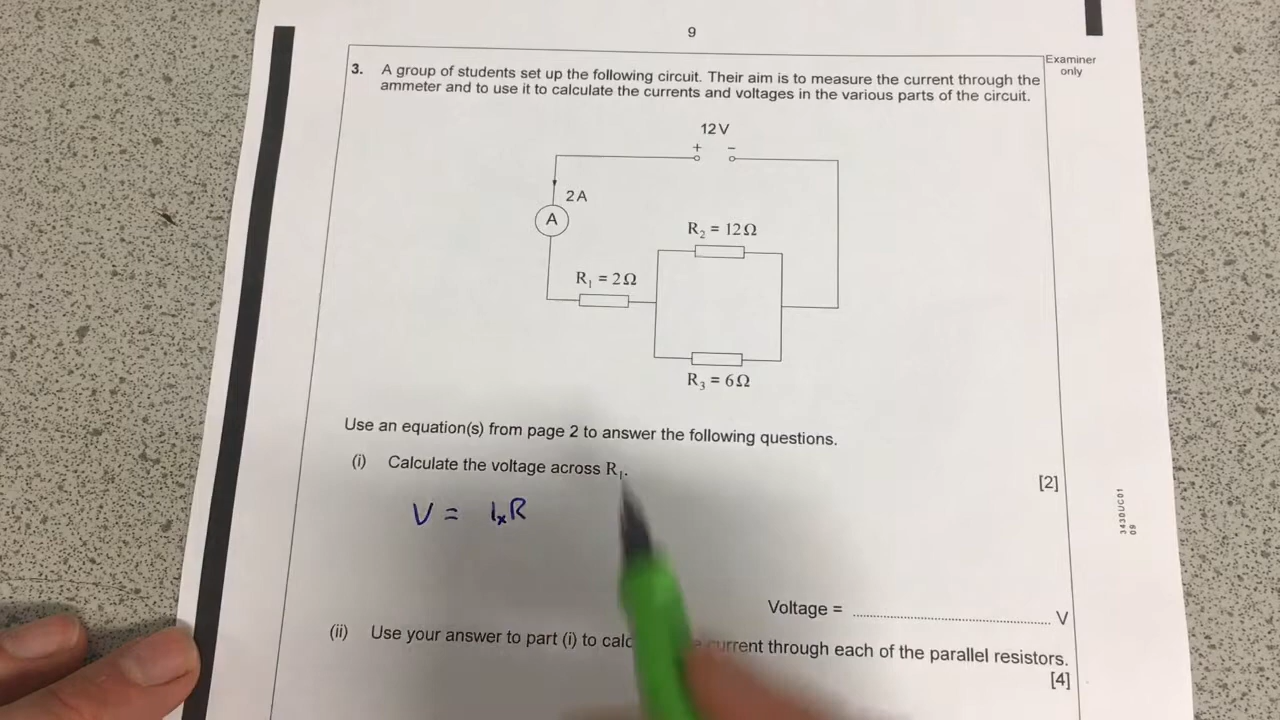 9
Examiner
only
3. A group of students set up the following circuit. Their aim is to measure the current through the
ammeter and to use it to calculate the currents and voltages in the various parts of the circuit.
12 V
+ −
2 A
A
R₂ = 12 Ω
R₁ = 2 Ω
R₃ = 6 Ω
Use an equation(s) from page 2 to answer the following questions.
(i) Calculate the voltage across R₁.
[2]
V = I x R
3430UC01
09
Voltage = .................................................. V
(ii) Use your answer to part (i) to current through each of the parallel resistors.
[4]